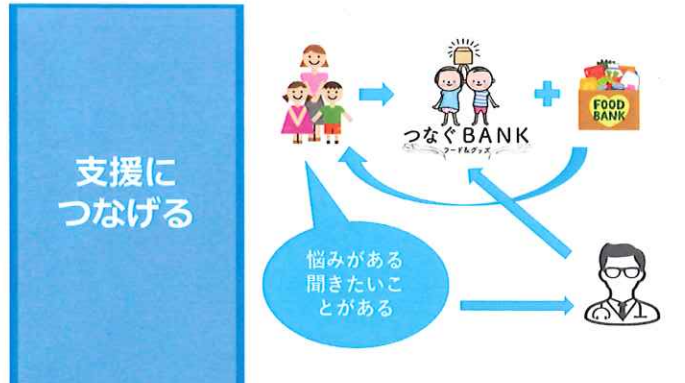 支援に
つなげる
つなぐBANK
フード&グッズ
FOOD
BANK
悩みがある
聞きたいこ
とがある